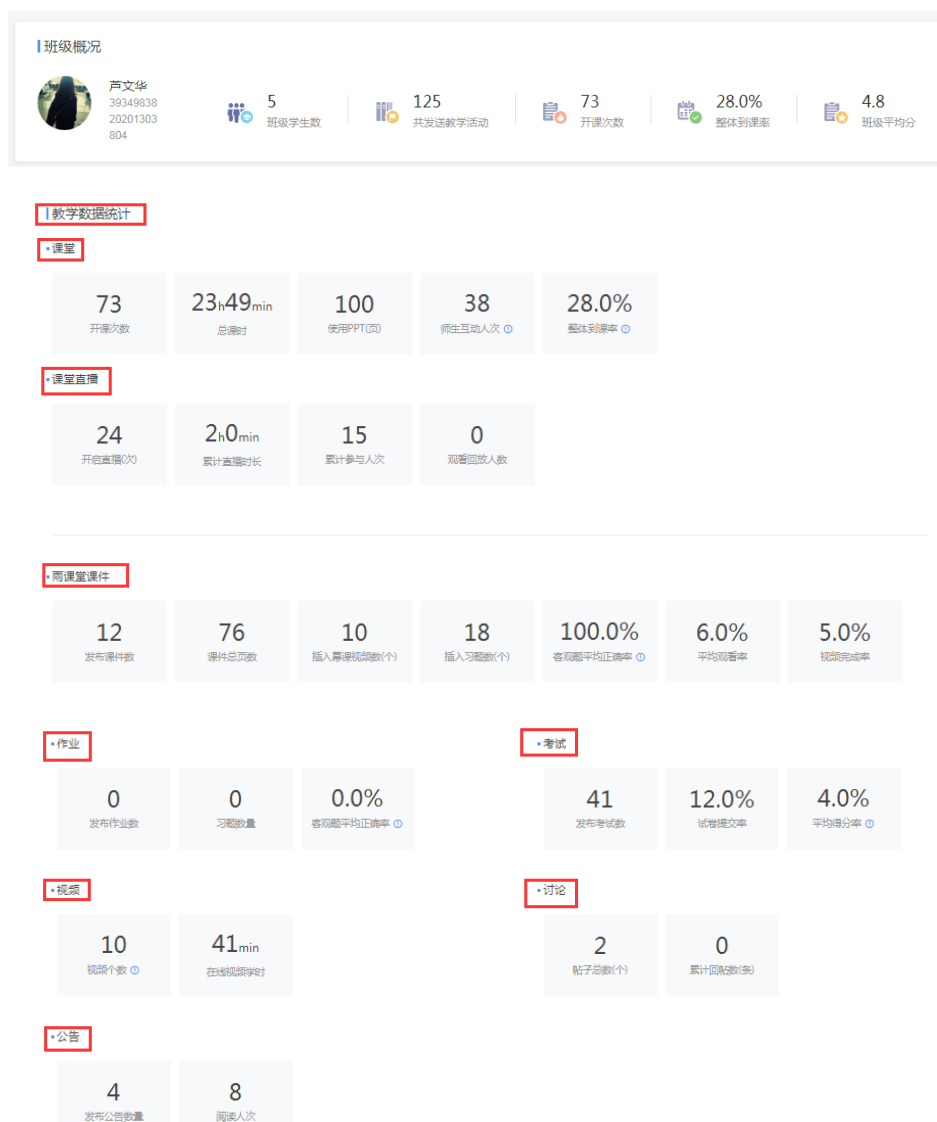 班级概况
芦文华
39349838
20201303
804
5
班级学生数
125
共发送教学活动
73
开课次数
28.0%
整体到课率
4.8
班级平均分
教学数据统计
课堂
73
开课次数
23h49min
总课时
100
使用PPT(页)
38
师生互动人次
28.0%
整体到课率
课堂直播
24
开启直播(次)
2h0min
累计直播时长
15
累计参与人次
0
观看回放人数
雨课堂课件
12
发布课件数
76
课件总页数
10
插入慕课视频数(个)
18
插入习题数(个)
100.0%
客观题平均正确率
6.0%
平均观看率
5.0%
视频完成率
作业
0
发布作业数
0
习题数量
0.0%
客观题平均正确率
考试
41
发布考试数
12.0%
试卷提交率
4.0%
平均得分率
视频
10
视频个数
41min
在线视频学时
讨论
2
帖子总数(个)
0
累计回帖数(条)
公告
4
发布公告数量
8
阅读人次